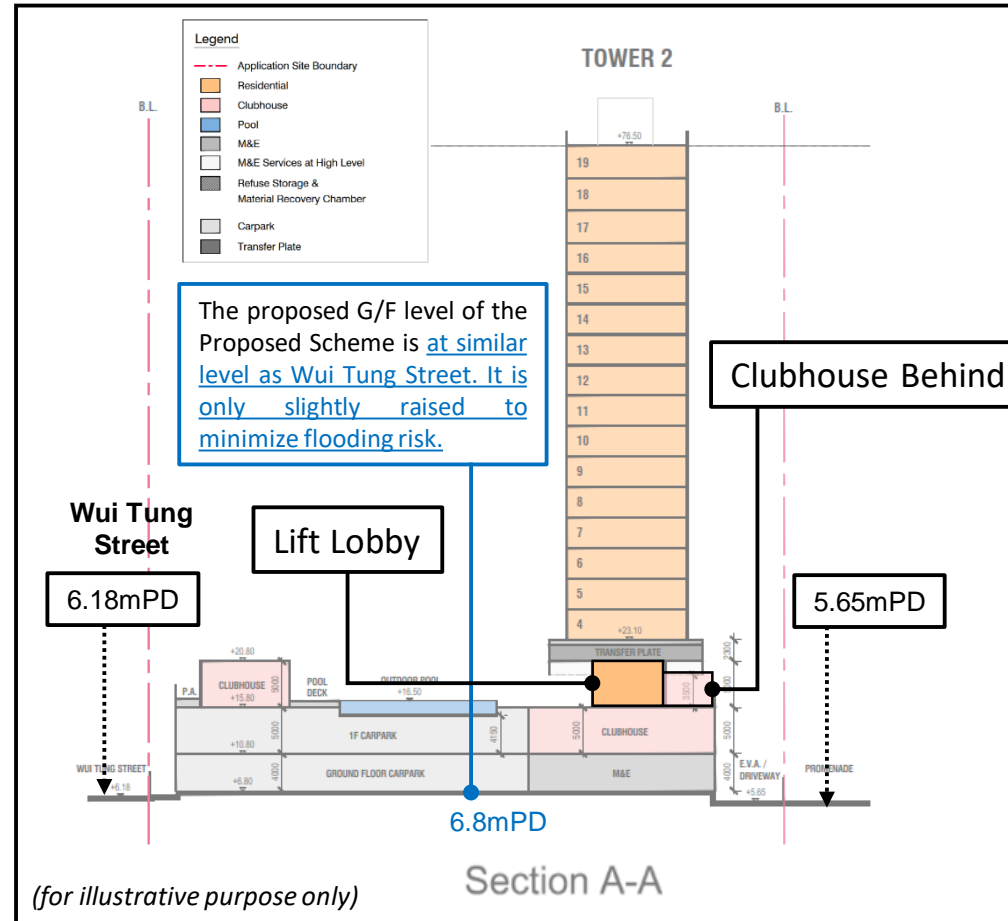 Legend
Application Site Boundary
Residential
Clubhouse
Pool
M&E
M&E Services at High Level
Refuse Storage &
Material Recovery Chamber
Carpark
Transfer Plate
TOWER 2
B.L.
B.L.
+76.50
19
18
17
16
15
14
13
12
11
10
9
8
7
6
5
4
The proposed G/F level of the
Proposed Scheme is at similar
level as Wui Tung Street. It is
only slightly raised to
minimize flooding risk.
Clubhouse Behind
Wui Tung
Street
Lift Lobby
6.18mPD
5.65mPD
+23.10
TRANSFER PLATE
2300
+20.80
CLUBHOUSE
5000
P.A.
+15.80
POOL
DECK
OUTDOOR POOL
+16.50
3500
1F CARPARK
4150
5000
5000
CLUBHOUSE
5000
+10.80
WUI TUNG STREET
+6.18
GROUND FLOOR CARPARK
4000
+6.80
M&E
4000
E.V.A. /
DRIVEWAY
+5.65
PROMENADE
6.8mPD
Section A-A
(for illustrative purpose only)